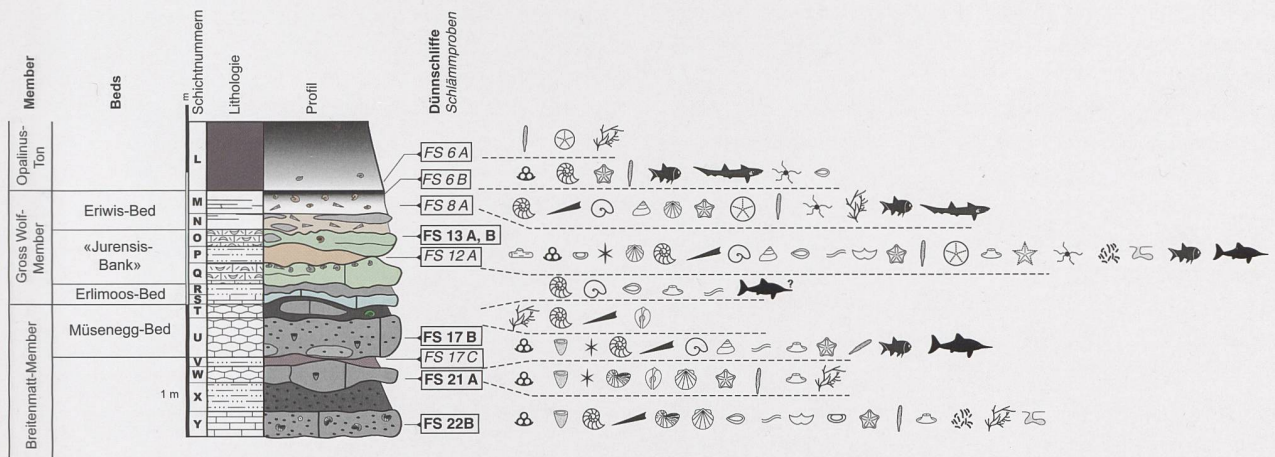 Member
Beds
Schichtnummern
Lithologie
Profil
Dünnschliffe
Schlämmproben
m
Opalinus-
Ton
Gross Wolf-
Member
Breitenmatt-Member
Eriwis-Bed
«Jurensis-
Bank»
Erlimoos-Bed
Müsenegg-Bed
1 m
L
M
N
O
P
Q
R
S
T
U
V
W
X
Y
FS 6 A
FS 6 B
FS 8 A
FS 13 A, B
FS 12 A
FS 17 B
FS 17 C
FS 21 A
FS 22B
?